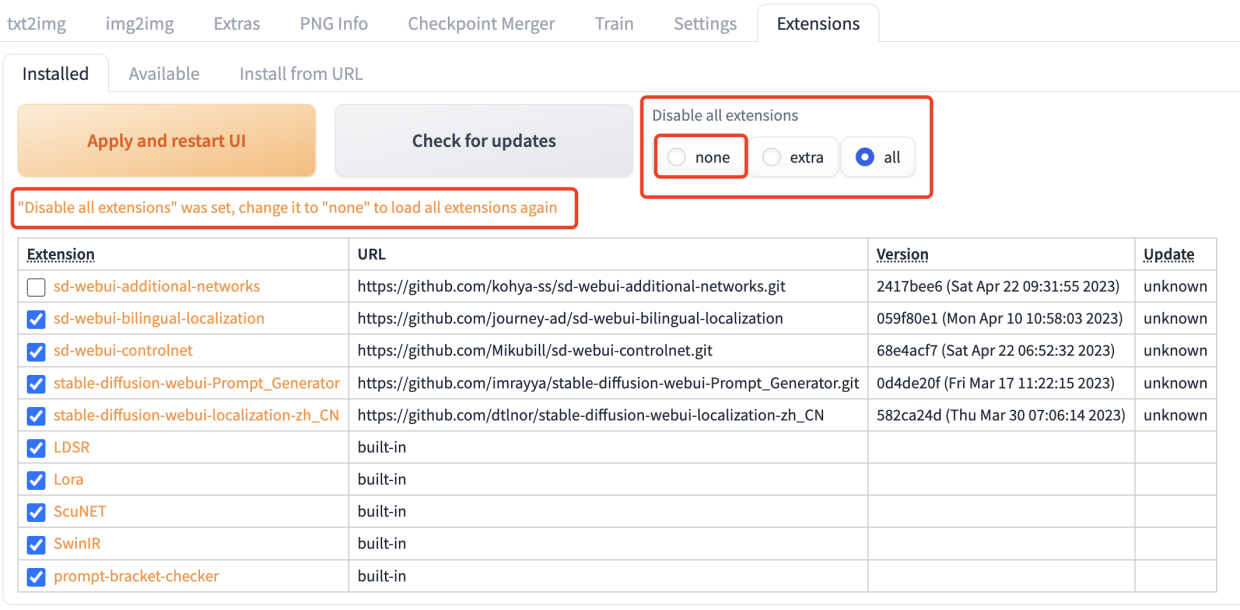 txt2img img2img Extras PNG Info Checkpoint Merger Train Settings Extensions
Installed Available Install from URL
Apply and restart UI
Check for updates
Disable all extensions
none extra all
"Disable all extensions" was set, change it to "none" to load all extensions again
Extension URL Version Update
sd-webui-additional-networks https://github.com/kohya-ss/sd-webui-additional-networks.git 2417bee6 (Sat Apr 22 09:31:55 2023) unknown
sd-webui-bilingual-localization https://github.com/journey-ad/sd-webui-bilingual-localization 059f80e1 (Mon Apr 10 10:58:03 2023) unknown
sd-webui-controlnet https://github.com/Mikubill/sd-webui-controlnet.git 68e4acf7 (Sat Apr 22 06:52:32 2023) unknown
stable-diffusion-webui-Prompt_Generator https://github.com/imrayya/stable-diffusion-webui-Prompt_Generator.git 0d4de20f (Fri Mar 17 11:22:15 2023) unknown
stable-diffusion-webui-localization-zh_CN https://github.com/dtlnor/stable-diffusion-webui-localization-zh_CN 582ca24d (Thu Mar 30 07:06:14 2023) unknown
LDSR built-in
Lora built-in
ScuNET built-in
SwinIR built-in
prompt-bracket-checker built-in